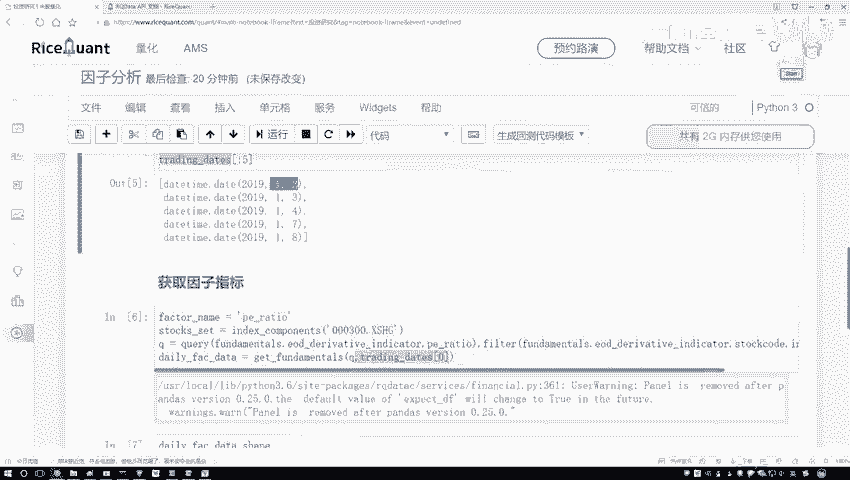 RQData API 文档 - RiceQuant
RiceQuant 量化 AMS 预约路演 帮助文档 社区
因子分析 最后检查: 20 分钟前 (未保存改变)
文件 编辑 查看 插入 单元格 服务 Widgets 帮助 可信的 Python 3
运行 代码 生成回测代码模板 共有 2G 内存供您使用
trading_dates[:5]
Out[5]: [datetime.date(2019, 1, 2),
datetime.date(2019, 1, 3),
datetime.date(2019, 1, 4),
datetime.date(2019, 1, 7),
datetime.date(2019, 1, 8)]
获取因子指标
In [6]: factor_name = 'pe_ratio'
stocks_set = index_components('000300.XSHG')
q = query(fundamentals.eod_derivative_indicator.pe_ratio).filter(fundamentals.eod_derivative_indicator.stockcode.in
daily_fac_data = get_fundamentals(q,trading_dates[0])
/usr/local/lib/python3.6/site-packages/rqdatac/services/financial.py:361: UserWarning: Panel is removed after p
andas version 0.25.0. the default value of 'expect_df' will change to True in the future.
warnings.warn("Panel is removed after pandas version 0.25.0."
In [7]: daily_fac_data.shape